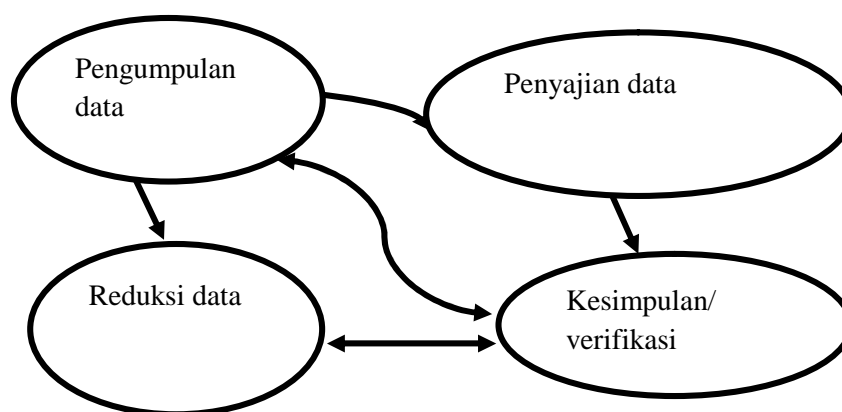 Pengumpulan
data
Penyajian data
Reduksi data
Kesimpulan/
verifikasi